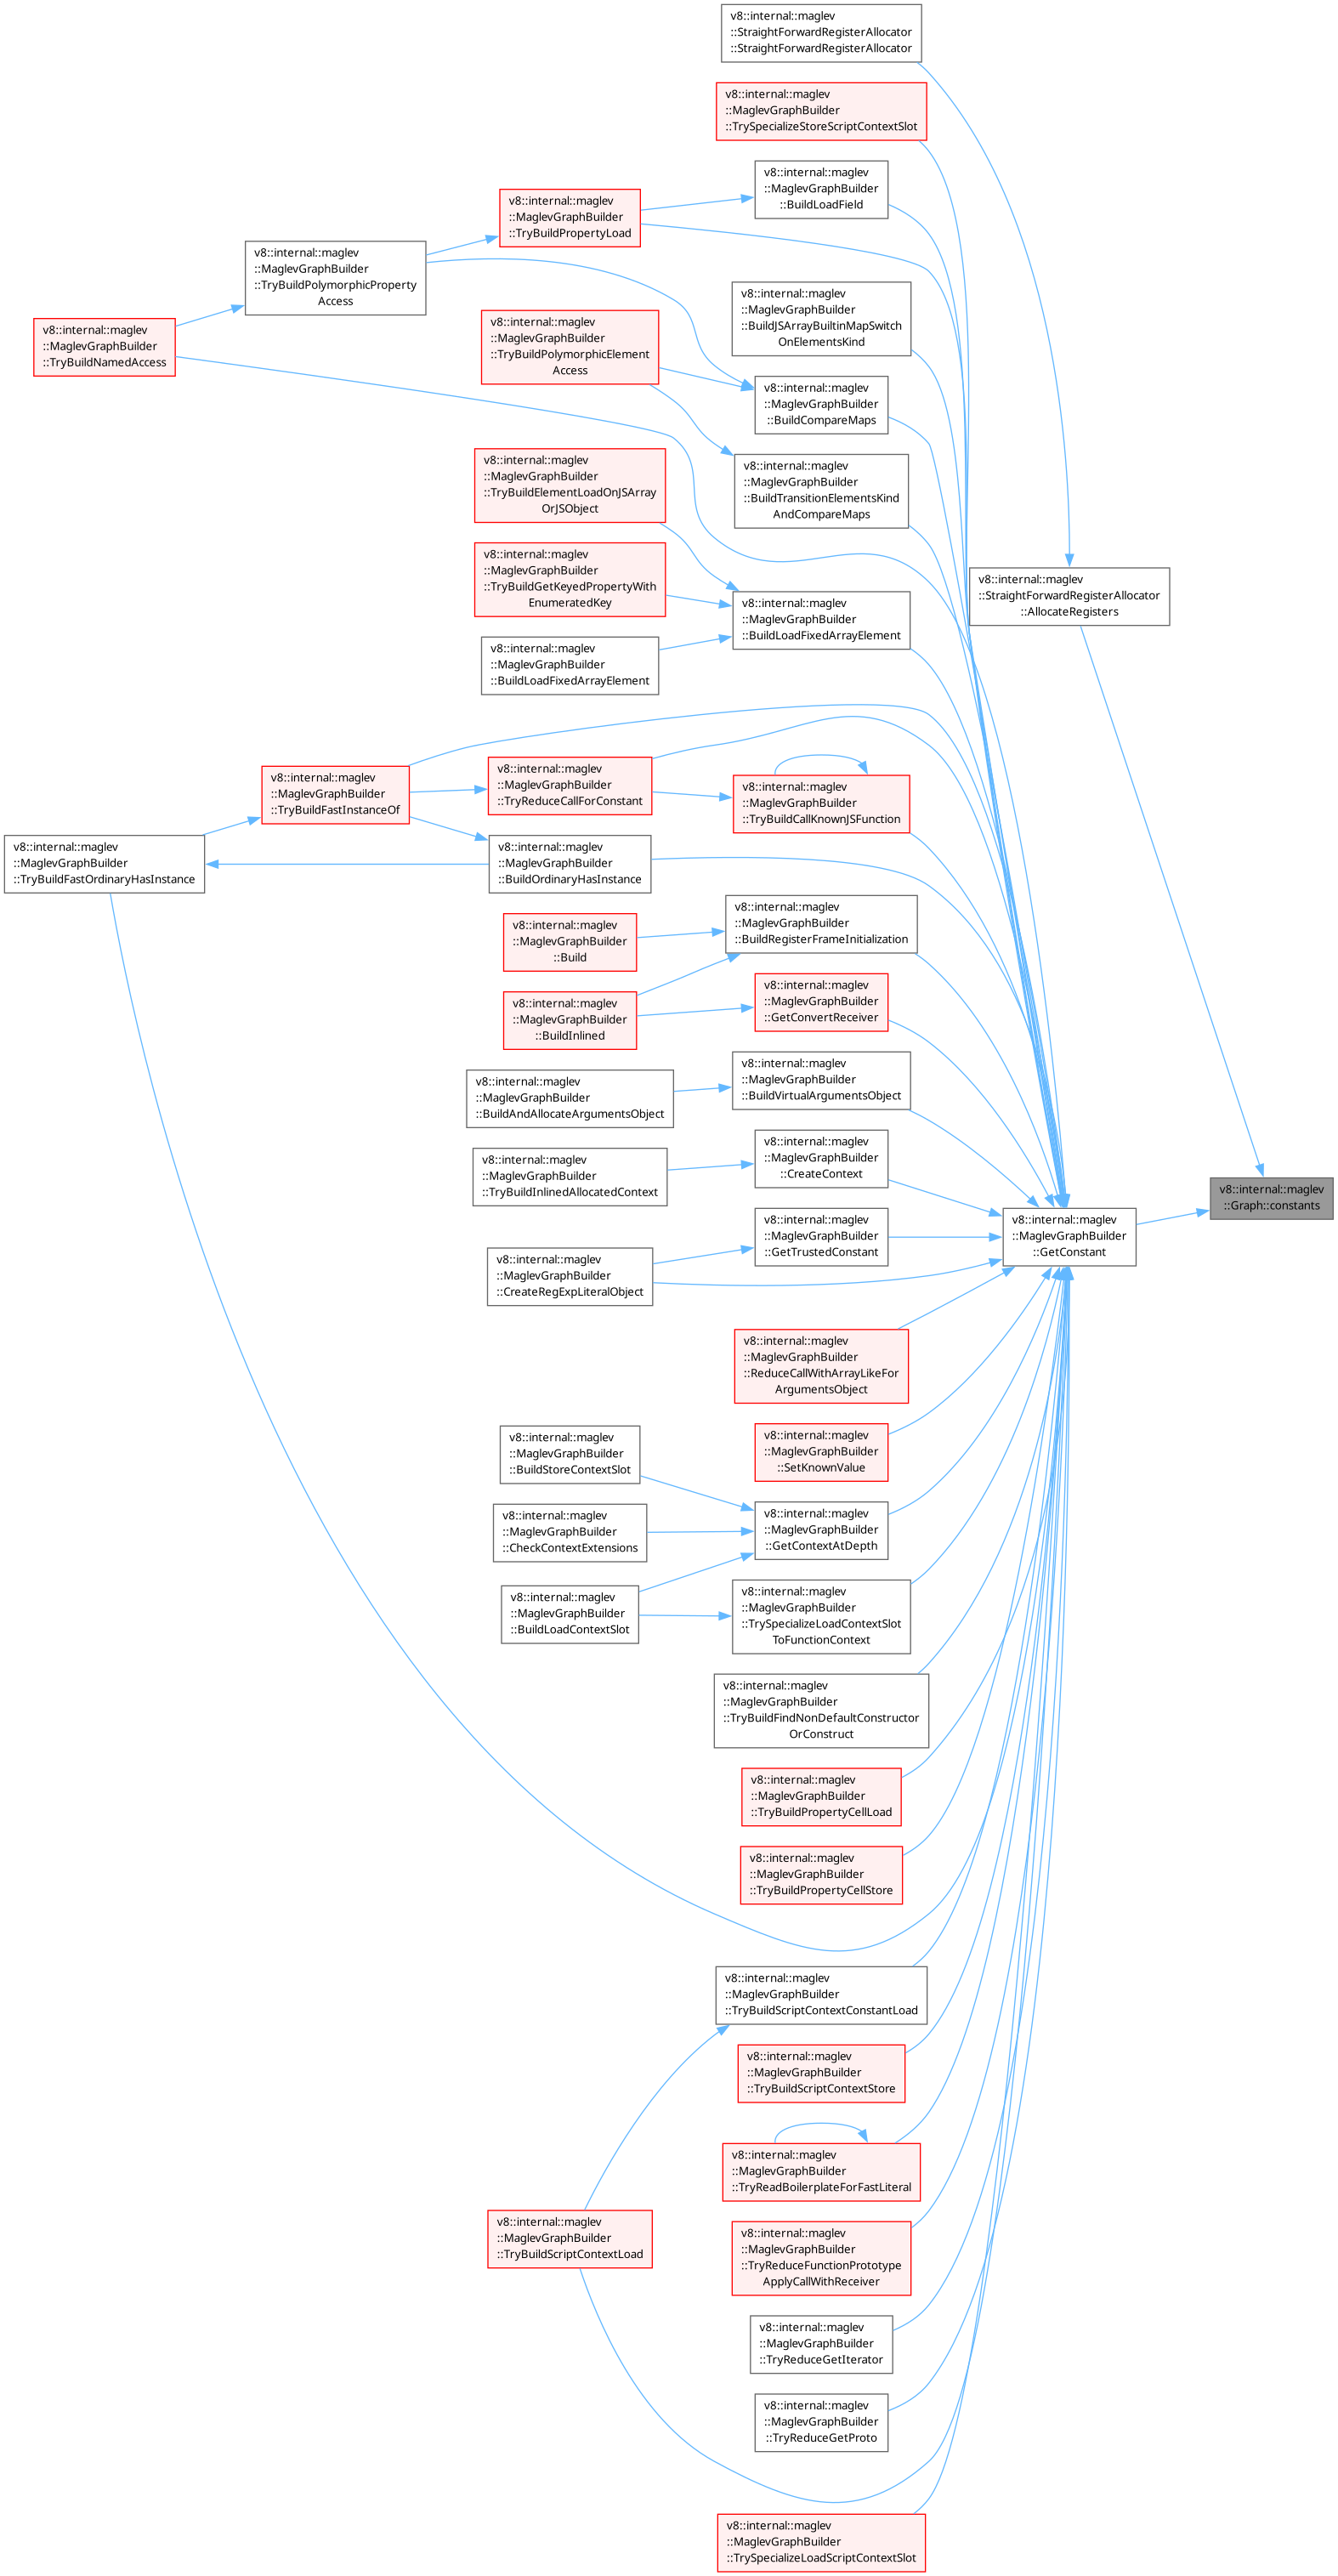 v8::internal::maglev
::StraightForwardRegisterAllocator
::StraightForwardRegisterAllocator
v8::internal::maglev
::MaglevGraphBuilder
::TrySpecializeStoreScriptContextSlot
v8::internal::maglev
::MaglevGraphBuilder
::BuildLoadField
v8::internal::maglev
::MaglevGraphBuilder
::TryBuildPropertyLoad
v8::internal::maglev
::MaglevGraphBuilder
::TryBuildPolymorphicProperty
Access
v8::internal::maglev
::MaglevGraphBuilder
::BuildJSArrayBuiltinMapSwitch
OnElementsKind
v8::internal::maglev
::MaglevGraphBuilder
::TryBuildNamedAccess
v8::internal::maglev
::MaglevGraphBuilder
::TryBuildPolymorphicElement
Access
v8::internal::maglev
::MaglevGraphBuilder
::BuildCompareMaps
v8::internal::maglev
::MaglevGraphBuilder
::TryBuildElementLoadOnJSArray
OrJSObject
v8::internal::maglev
::MaglevGraphBuilder
::BuildTransitionElementsKind
AndCompareMaps
v8::internal::maglev
::MaglevGraphBuilder
::TryBuildGetKeyedPropertyWith
EnumeratedKey
v8::internal::maglev
::StraightForwardRegisterAllocator
::AllocateRegisters
v8::internal::maglev
::MaglevGraphBuilder
::BuildLoadFixedArrayElement
v8::internal::maglev
::MaglevGraphBuilder
::BuildLoadFixedArrayElement
v8::internal::maglev
::MaglevGraphBuilder
::TryBuildFastInstanceOf
v8::internal::maglev
::MaglevGraphBuilder
::TryReduceCallForConstant
v8::internal::maglev
::MaglevGraphBuilder
::TryBuildCallKnownJSFunction
v8::internal::maglev
::MaglevGraphBuilder
::TryBuildFastOrdinaryHasInstance
v8::internal::maglev
::MaglevGraphBuilder
::BuildOrdinaryHasInstance
v8::internal::maglev
::MaglevGraphBuilder
::BuildRegisterFrameInitialization
v8::internal::maglev
::MaglevGraphBuilder
::Build
v8::internal::maglev
::MaglevGraphBuilder
::GetConvertReceiver
v8::internal::maglev
::MaglevGraphBuilder
::BuildInlined
v8::internal::maglev
::MaglevGraphBuilder
::BuildVirtualArgumentsObject
v8::internal::maglev
::MaglevGraphBuilder
::BuildAndAllocateArgumentsObject
v8::internal::maglev
::MaglevGraphBuilder
::CreateContext
v8::internal::maglev
::MaglevGraphBuilder
::TryBuildInlinedAllocatedContext
v8::internal::maglev
::Graph::constants
v8::internal::maglev
::MaglevGraphBuilder
::GetTrustedConstant
v8::internal::maglev
::MaglevGraphBuilder
::GetConstant
v8::internal::maglev
::MaglevGraphBuilder
::CreateRegExpLiteralObject
v8::internal::maglev
::MaglevGraphBuilder
::ReduceCallWithArrayLikeFor
ArgumentsObject
v8::internal::maglev
::MaglevGraphBuilder
::SetKnownValue
v8::internal::maglev
::MaglevGraphBuilder
::BuildStoreContextSlot
v8::internal::maglev
::MaglevGraphBuilder
::GetContextAtDepth
v8::internal::maglev
::MaglevGraphBuilder
::CheckContextExtensions
v8::internal::maglev
::MaglevGraphBuilder
::BuildLoadContextSlot
v8::internal::maglev
::MaglevGraphBuilder
::TrySpecializeLoadContextSlot
ToFunctionContext
v8::internal::maglev
::MaglevGraphBuilder
::TryBuildFindNonDefaultConstructor
OrConstruct
v8::internal::maglev
::MaglevGraphBuilder
::TryBuildPropertyCellLoad
v8::internal::maglev
::MaglevGraphBuilder
::TryBuildPropertyCellStore
v8::internal::maglev
::MaglevGraphBuilder
::TryBuildScriptContextConstantLoad
v8::internal::maglev
::MaglevGraphBuilder
::TryBuildScriptContextStore
v8::internal::maglev
::MaglevGraphBuilder
::TryReadBoilerplateForFastLiteral
v8::internal::maglev
::MaglevGraphBuilder
::TryBuildScriptContextLoad
v8::internal::maglev
::MaglevGraphBuilder
::TryReduceFunctionPrototype
ApplyCallWithReceiver
v8::internal::maglev
::MaglevGraphBuilder
::TryReduceGetIterator
v8::internal::maglev
::MaglevGraphBuilder
::TryReduceGetProto
v8::internal::maglev
::MaglevGraphBuilder
::TrySpecializeLoadScriptContextSlot